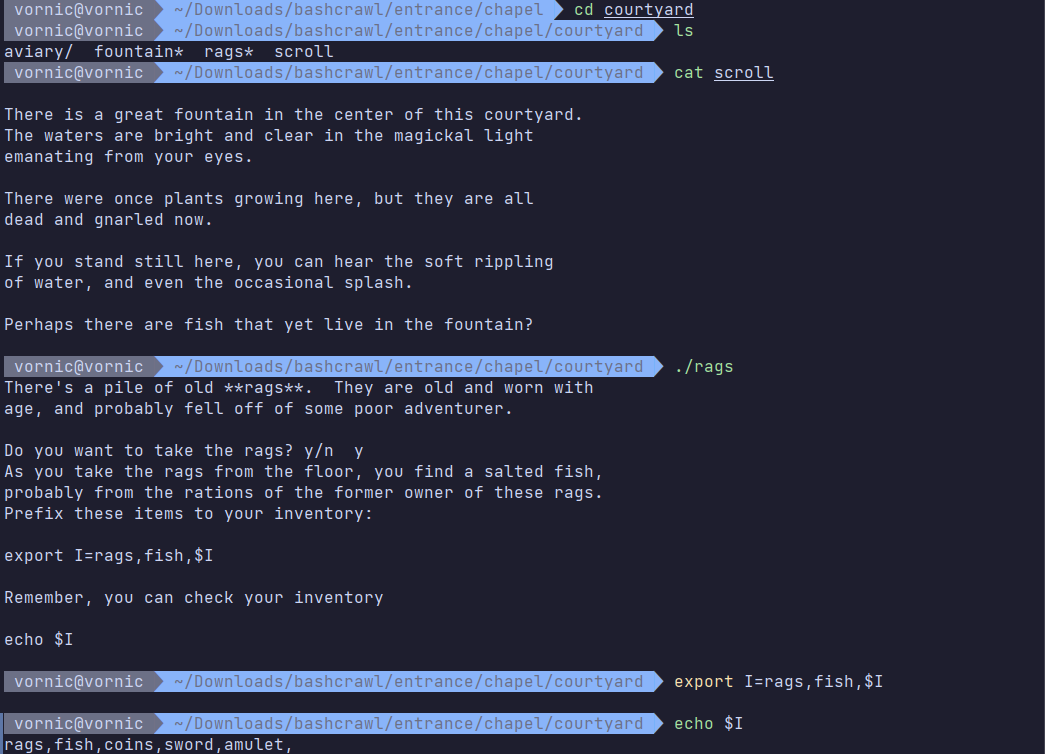 vornic@vornic ~/Downloads/bashcrawl/entrance/chapel cd courtyard
vornic@vornic ~/Downloads/bashcrawl/entrance/chapel/courtyard ls
aviary/  fountain*  rags*  scroll
vornic@vornic ~/Downloads/bashcrawl/entrance/chapel/courtyard cat scroll
There is a great fountain in the center of this courtyard.
The waters are bright and clear in the magickal light
emanating from your eyes.
There were once plants growing here, but they are all
dead and gnarled now.
If you stand still here, you can hear the soft rippling
of water, and even the occasional splash.
Perhaps there are fish that yet live in the fountain?
vornic@vornic ~/Downloads/bashcrawl/entrance/chapel/courtyard ./rags
There's a pile of old **rags**.  They are old and worn with
age, and probably fell off of some poor adventurer.
Do you want to take the rags? y/n  y
As you take the rags from the floor, you find a salted fish,
probably from the rations of the former owner of these rags.
Prefix these items to your inventory:
export I=rags,fish,$I
Remember, you can check your inventory
echo $I
vornic@vornic ~/Downloads/bashcrawl/entrance/chapel/courtyard export I=rags,fish,$I
vornic@vornic ~/Downloads/bashcrawl/entrance/chapel/courtyard echo $I
rags,fish,coins,sword,amulet,